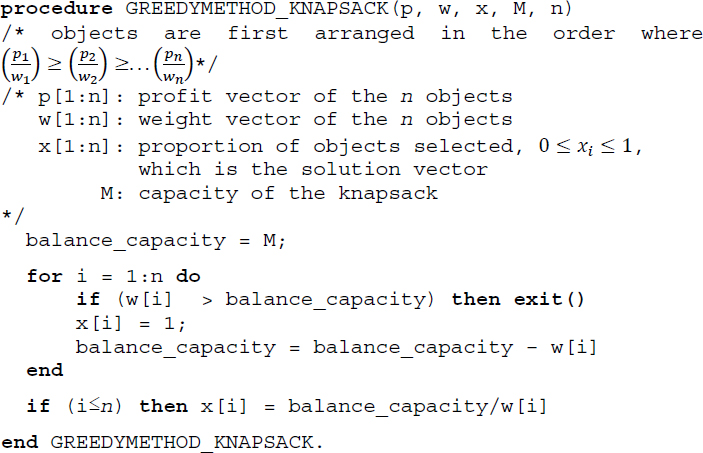 procedure GREEDYMETHOD_KNAPSACK(p, w, x, M, n)
/* objects are first arranged in the order where
(p₁/w₁) ≥ (p₂/w₂) ≥…(pₙ/wₙ)*/
/* p[1:n]: profit vector of the n objects
w[1:n]: weight vector of the n objects
x[1:n]: proportion of objects selected, 0 ≤ xᵢ ≤ 1,
which is the solution vector
M: capacity of the knapsack
*/
balance_capacity = M;
for i = 1:n do
if (w[i] > balance_capacity) then exit()
x[i] = 1;
balance_capacity = balance_capacity - w[i]
end
if (i≤n) then x[i] = balance_capacity/w[i]
end GREEDYMETHOD_KNAPSACK.